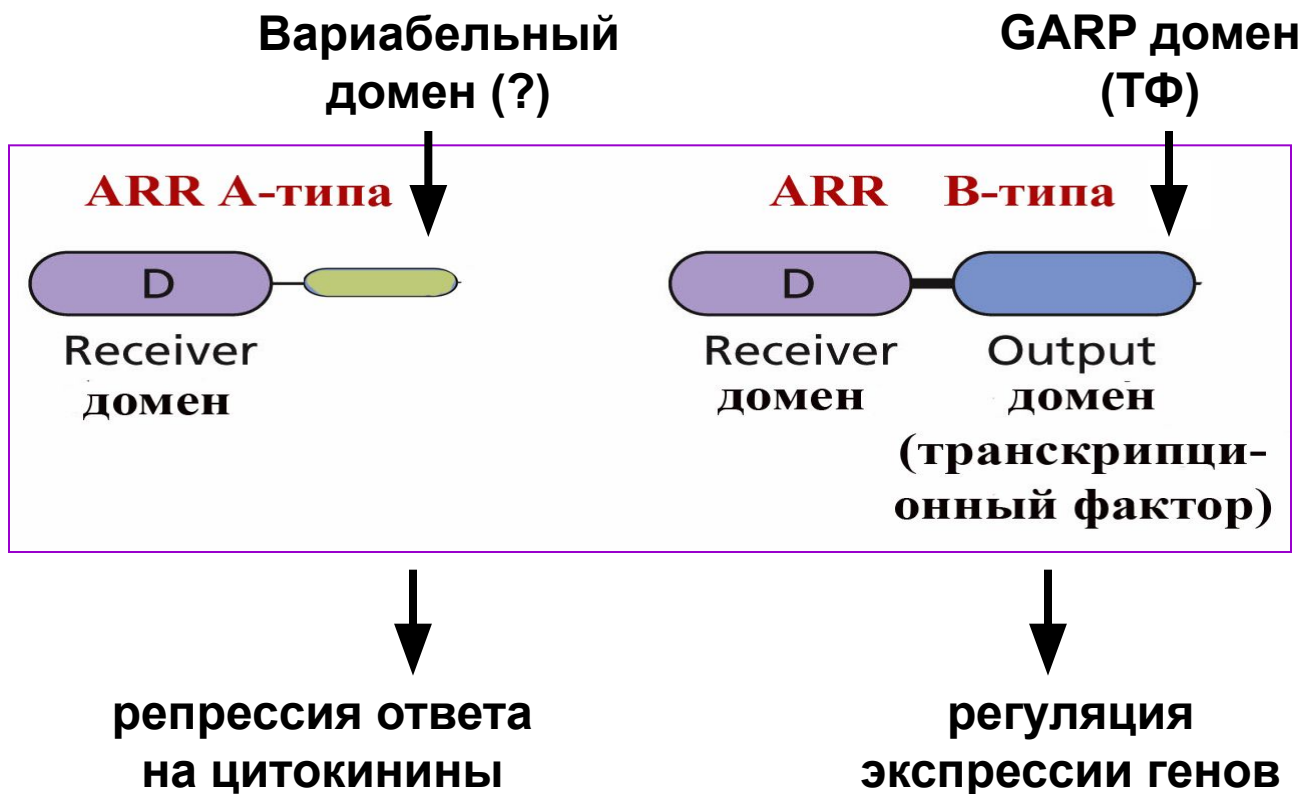 Вариабельный
домен (?)
GARP домен
(ТФ)
ARR А-типа
ARR В-типа
D
D
Receiver
домен
Receiver
домен
Output
домен
(транскрипци-
онный фактор)
репрессия ответа
на цитокинины
регуляция
экспрессии генов